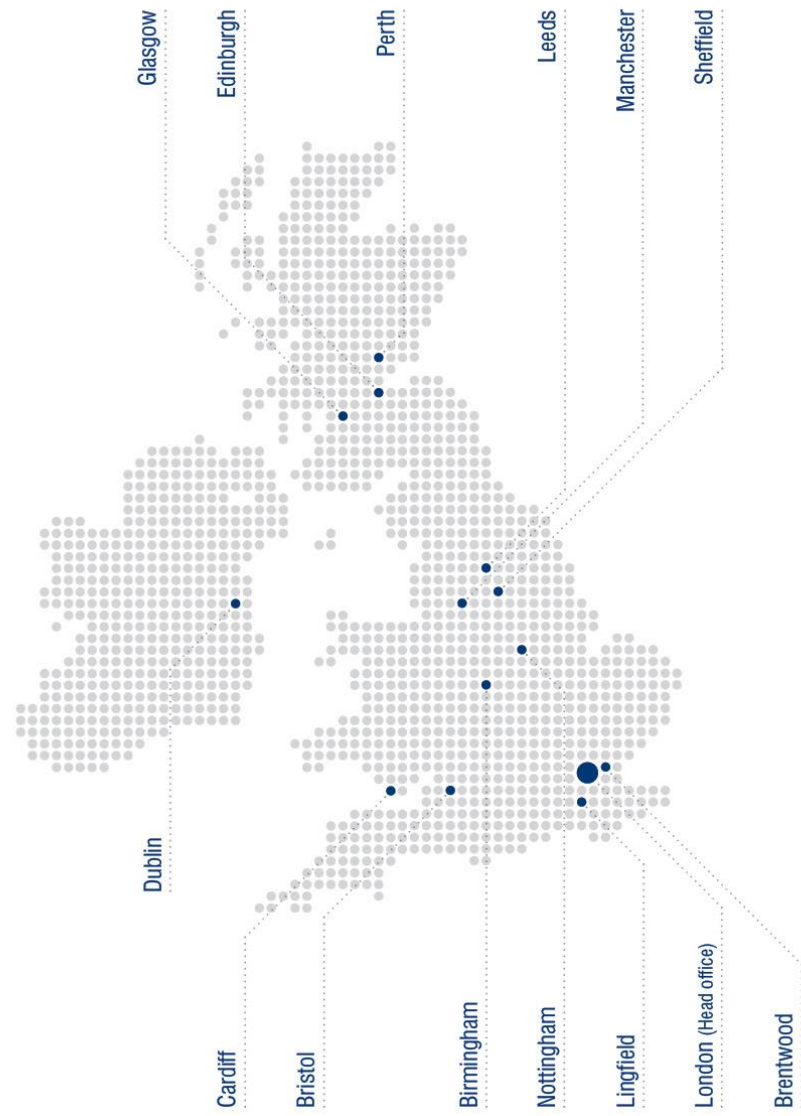 Glasgow
Edinburgh
Perth
Leeds
Manchester
Sheffield
Dublin
Cardiff
Bristol
Birmingham
Nottingham
Lingfield
London (Head office)
Brentwood